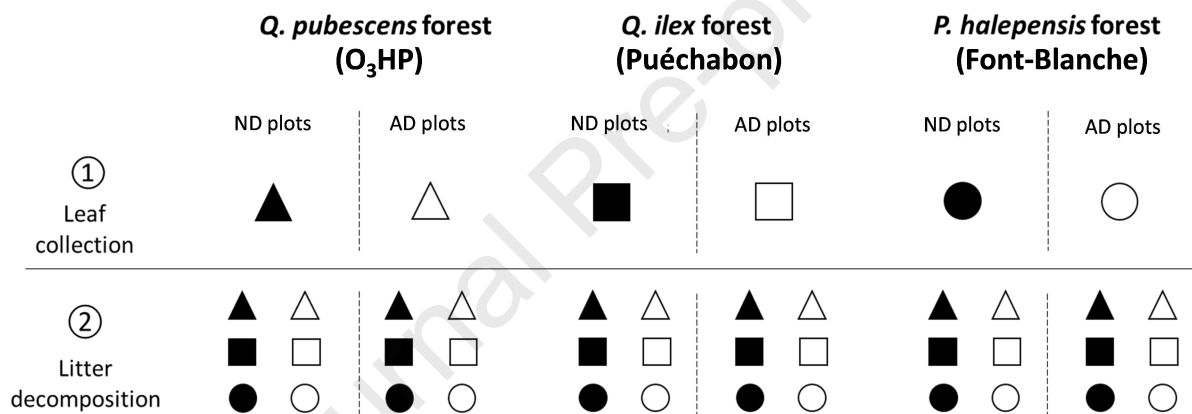 Q. pubescens forest
(O₃HP)
Q. ilex forest
(Puéchabon)
P. halepensis forest
(Font-Blanche)
ND plots
AD plots
ND plots
AD plots
ND plots
AD plots
①
Leaf
collection
②
Litter
decomposition